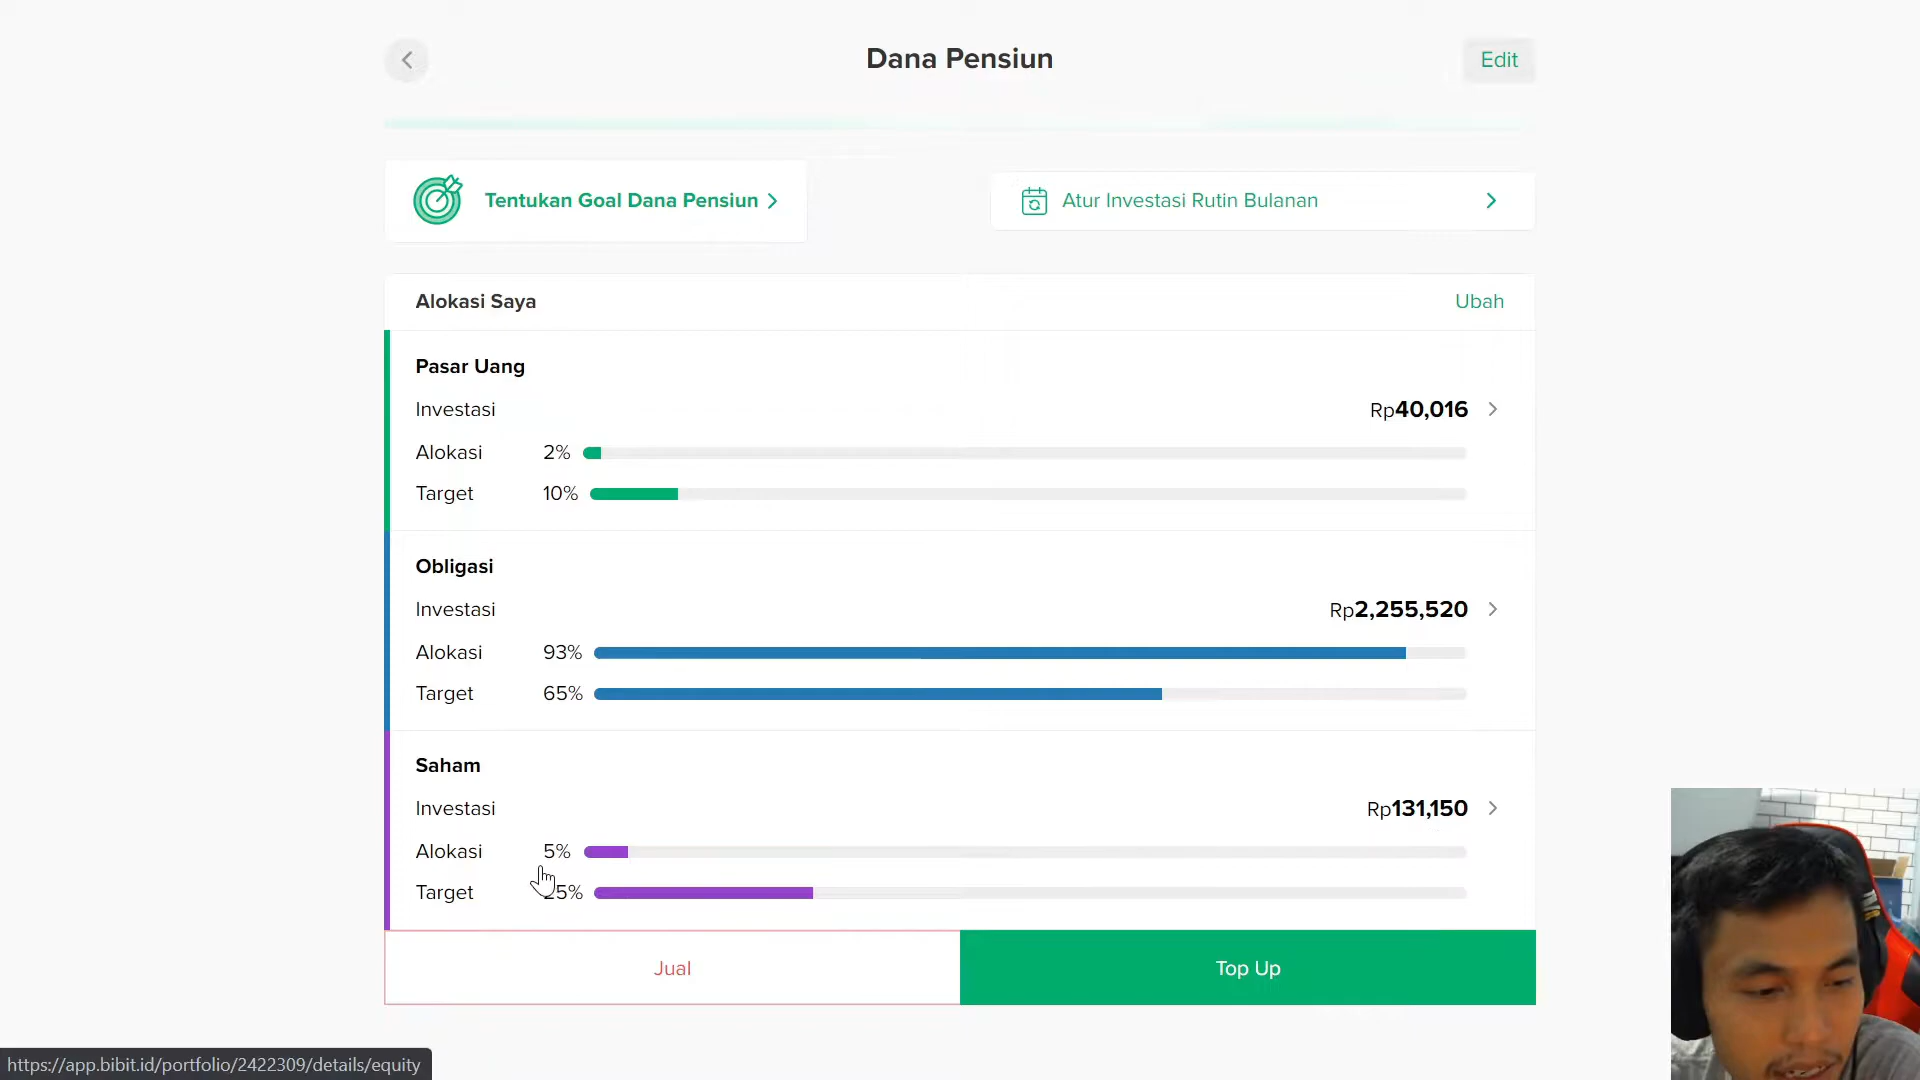 Dana Pensiun
Edit
Tentukan Goal Dana Pensiun
Atur Investasi Rutin Bulanan
Alokasi Saya
Ubah
Pasar Uang
Investasi
Rp40,016
Alokasi 2%
Target 10%
Obligasi
Investasi
Rp2,255,520
Alokasi 93%
Target 65%
Saham
Investasi
Rp131,150
Alokasi 5%
Target
Jual
Top Up
https://app.bibit.id/portfolio/2422309/details/equity